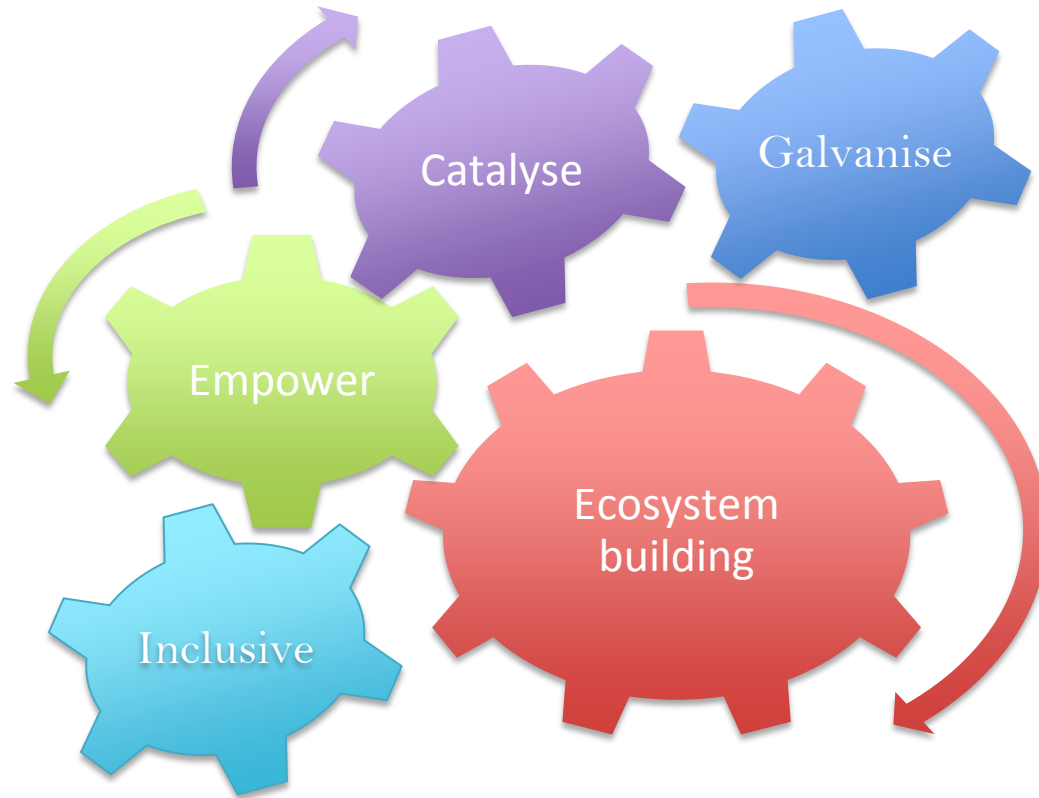 Catalyse
Galvanise
Empower
Ecosystem
building
Inclusive